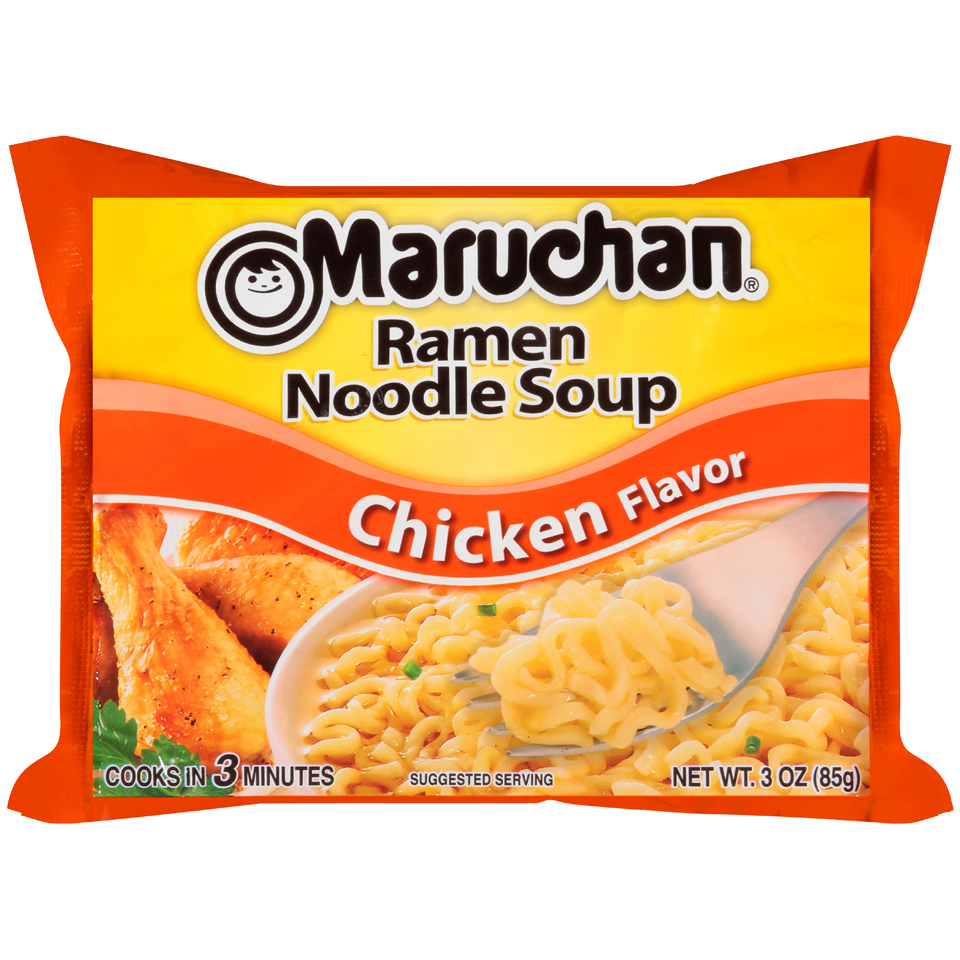 Maruchan®
Ramen
Noodle Soup
Chicken Flavor
COOKS IN 3 MINUTES
SUGGESTED SERVING
NET WT. 3 OZ (85g)